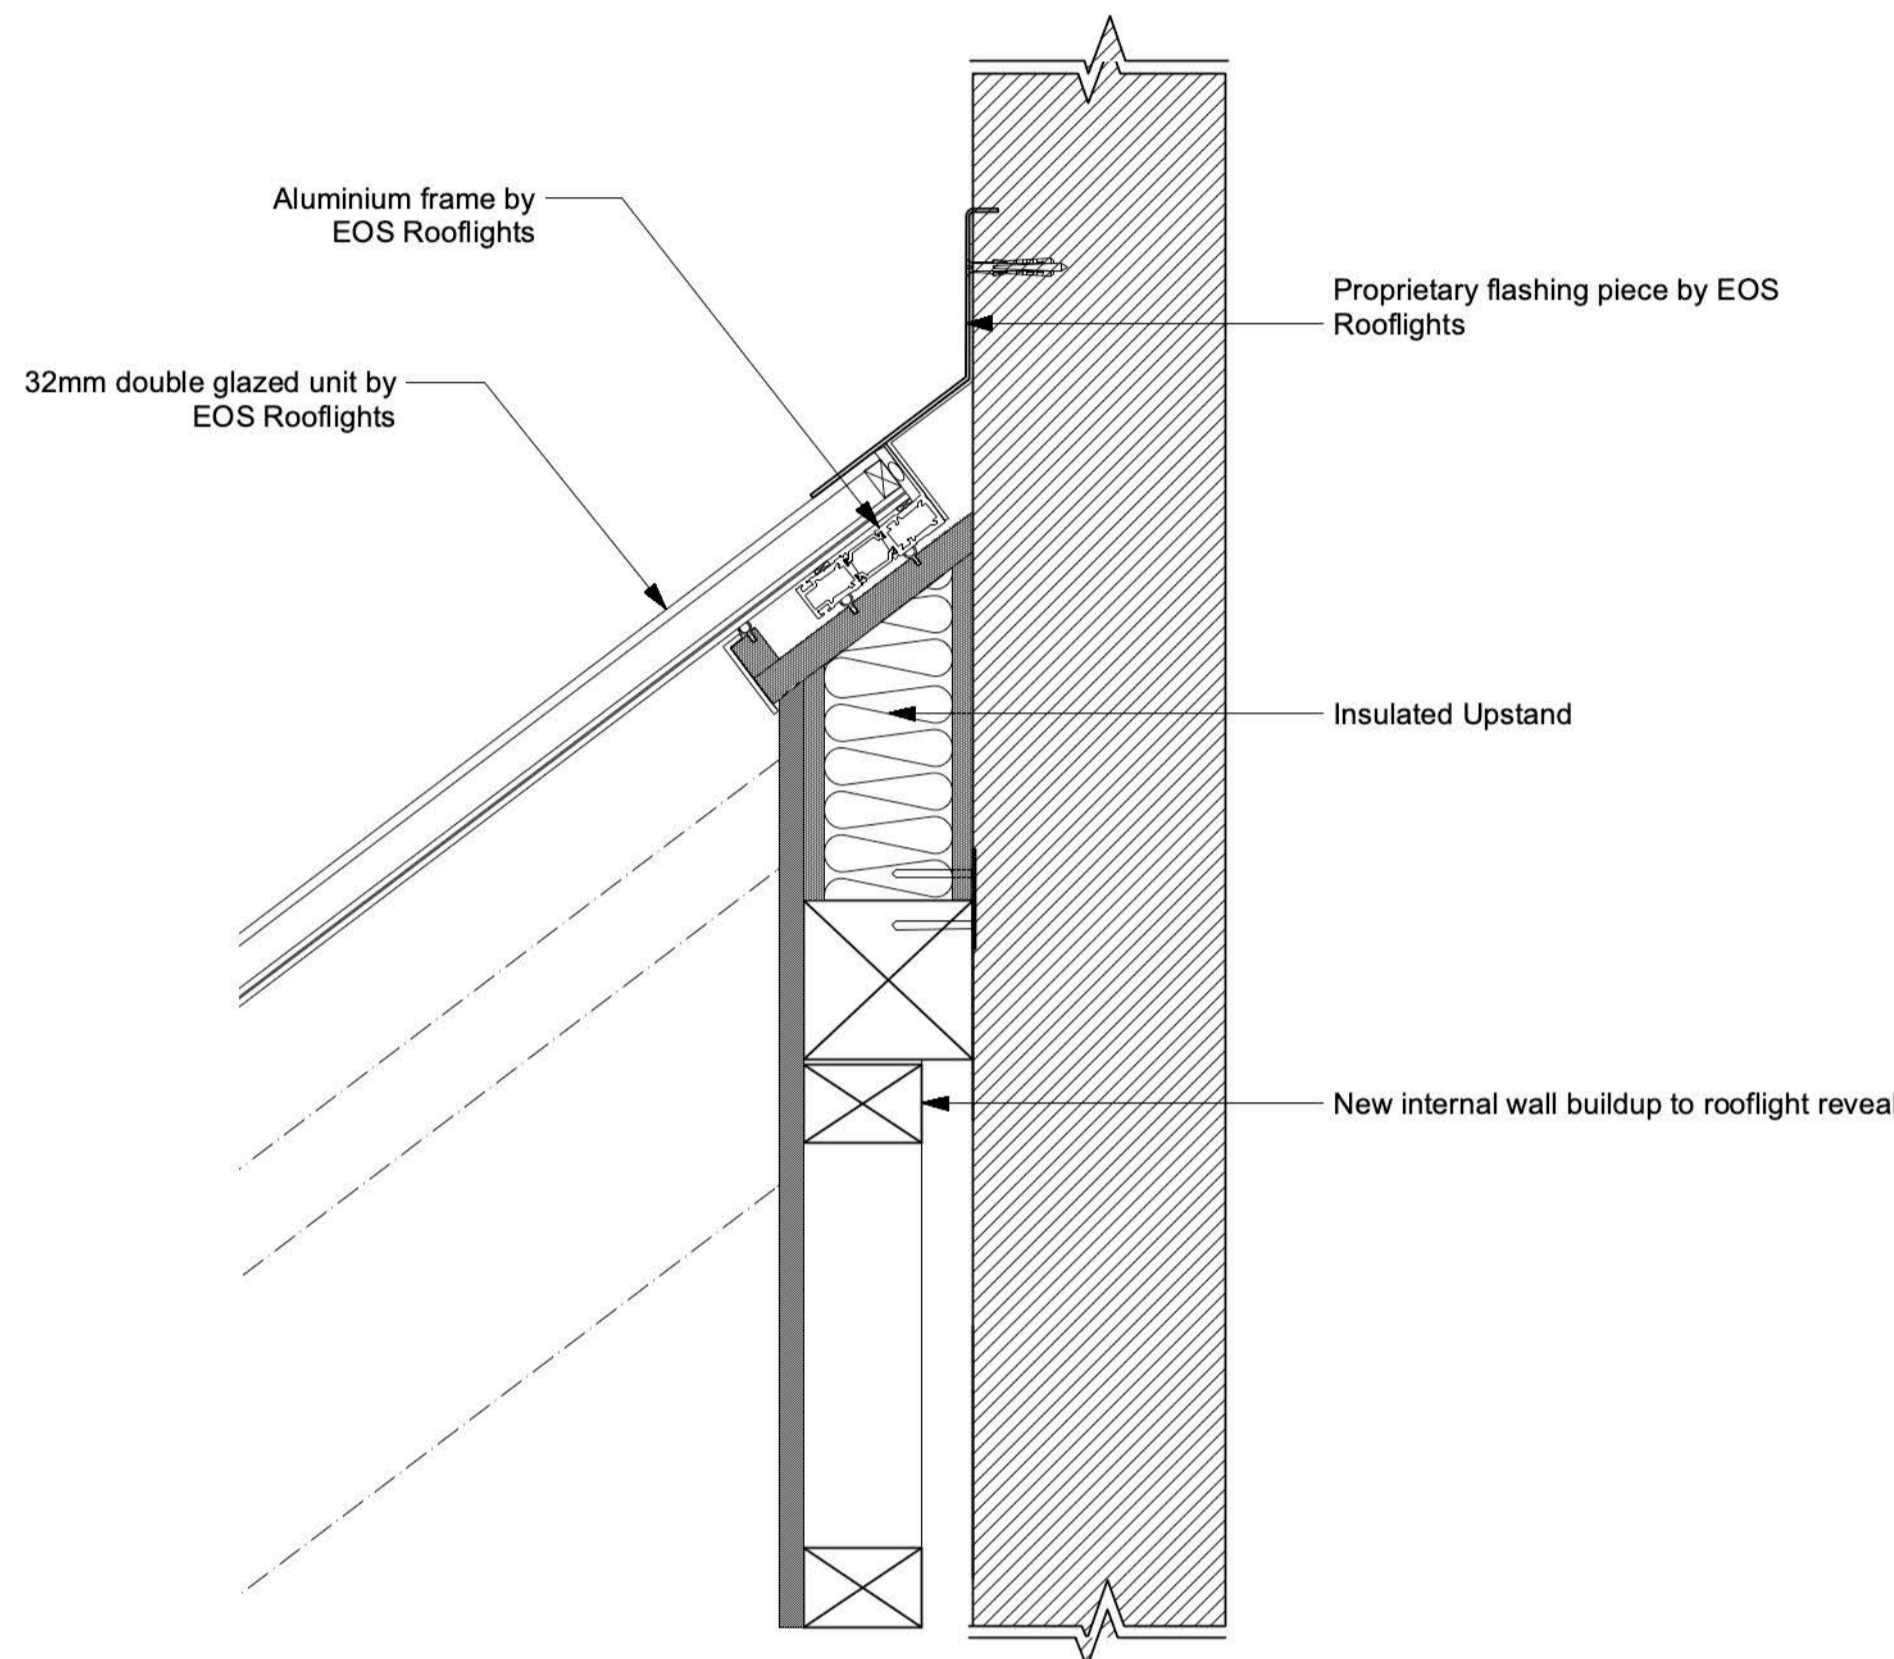 Aluminium frame by
EOS Rooflights
32mm double glazed unit by
EOS Rooflights
Proprietary flashing piece by EOS
Rooflights
Insulated Upstand
New internal wall buildup to rooflight reveal